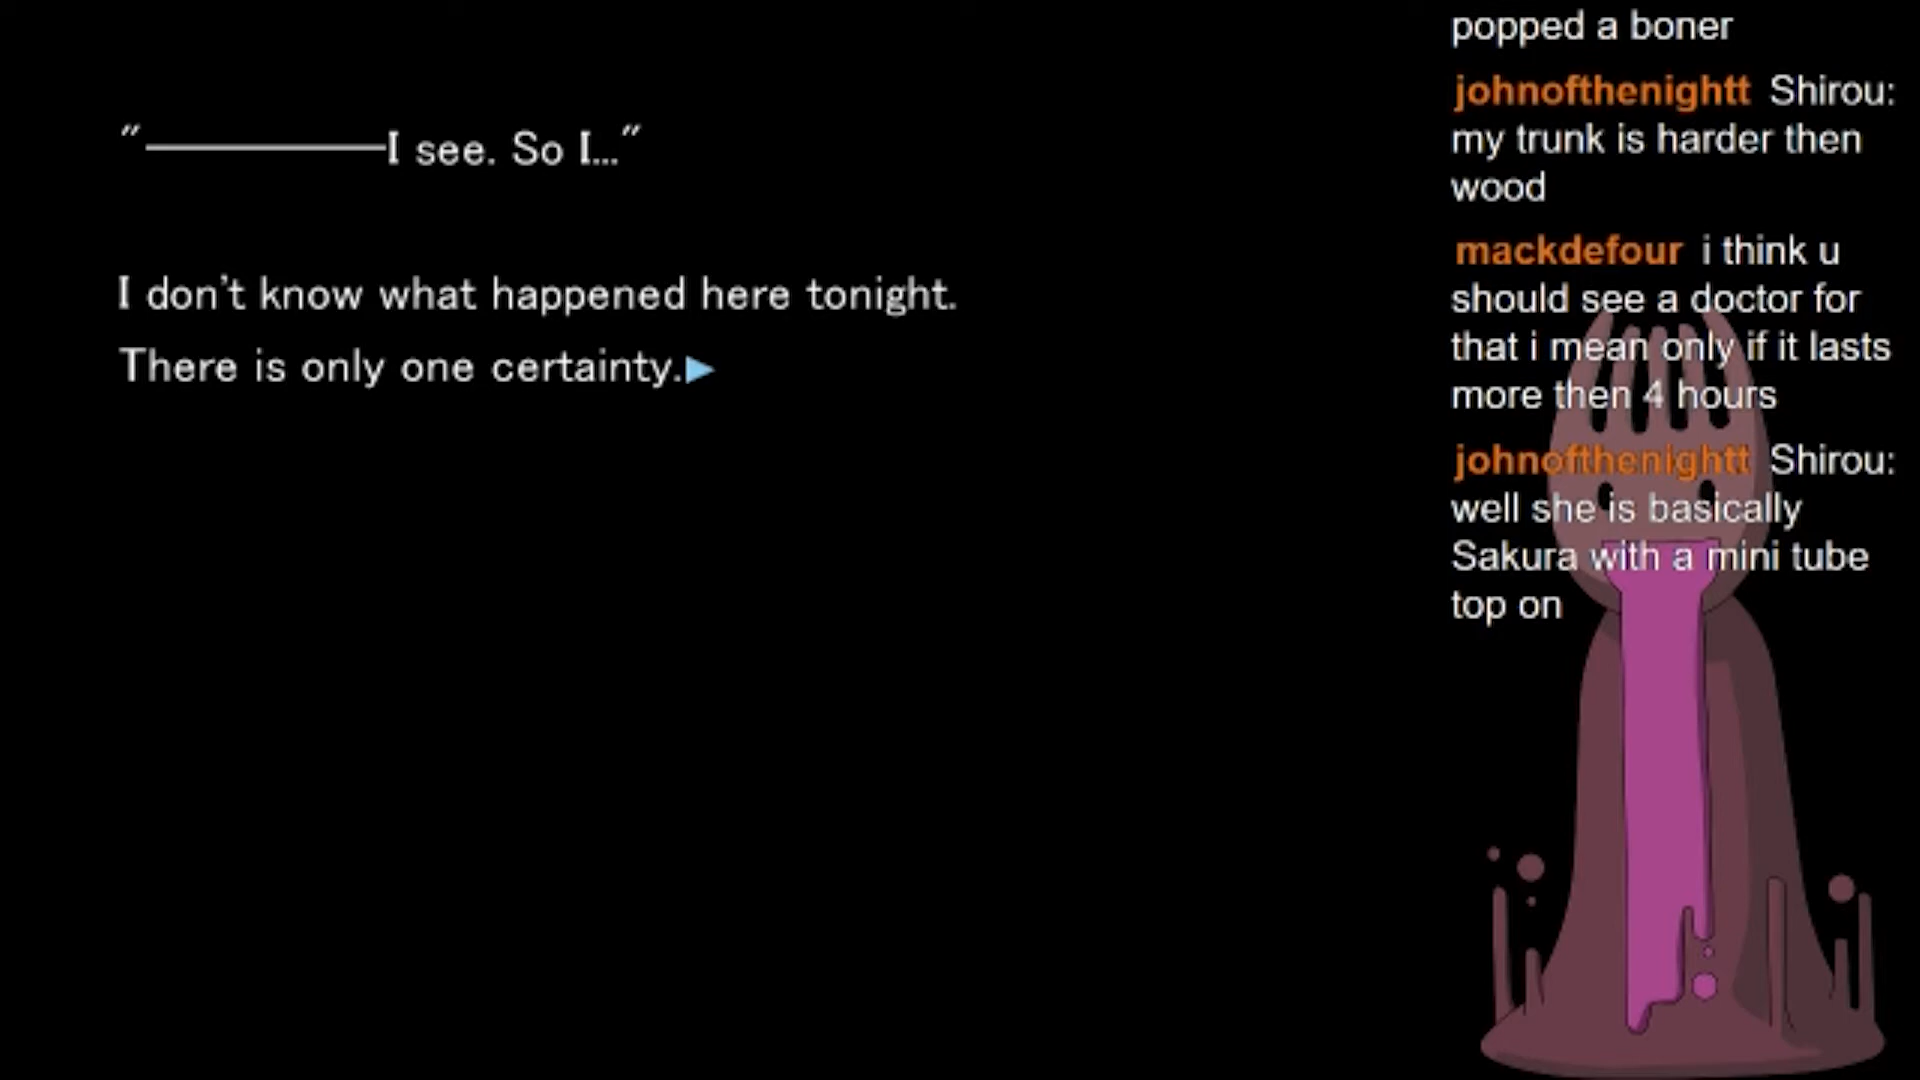 "————I see. So I..."
I don't know what happened here tonight.
There is only one certainty.
popped a boner
johnofthenightt Shirou:
my trunk is harder then
wood
mackdefour i think u
should see a doctor for
that i mean only if it lasts
more then 4 hours
johnofthenightt Shirou:
well she is basically
Sakura with a mini tube
top on